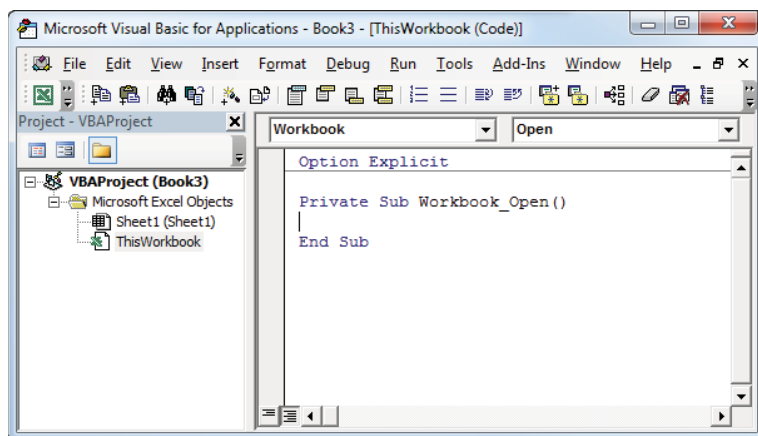 Microsoft Visual Basic for Applications - Book3 - [ThisWorkbook (Code)]
File Edit View Insert Format Debug Run Tools Add-Ins Window Help
Project - VBAProject
Workbook
Open
VBAProject (Book3)
Microsoft Excel Objects
Sheet1 (Sheet1)
ThisWorkbook
Option Explicit
Private Sub Workbook_Open()
End Sub